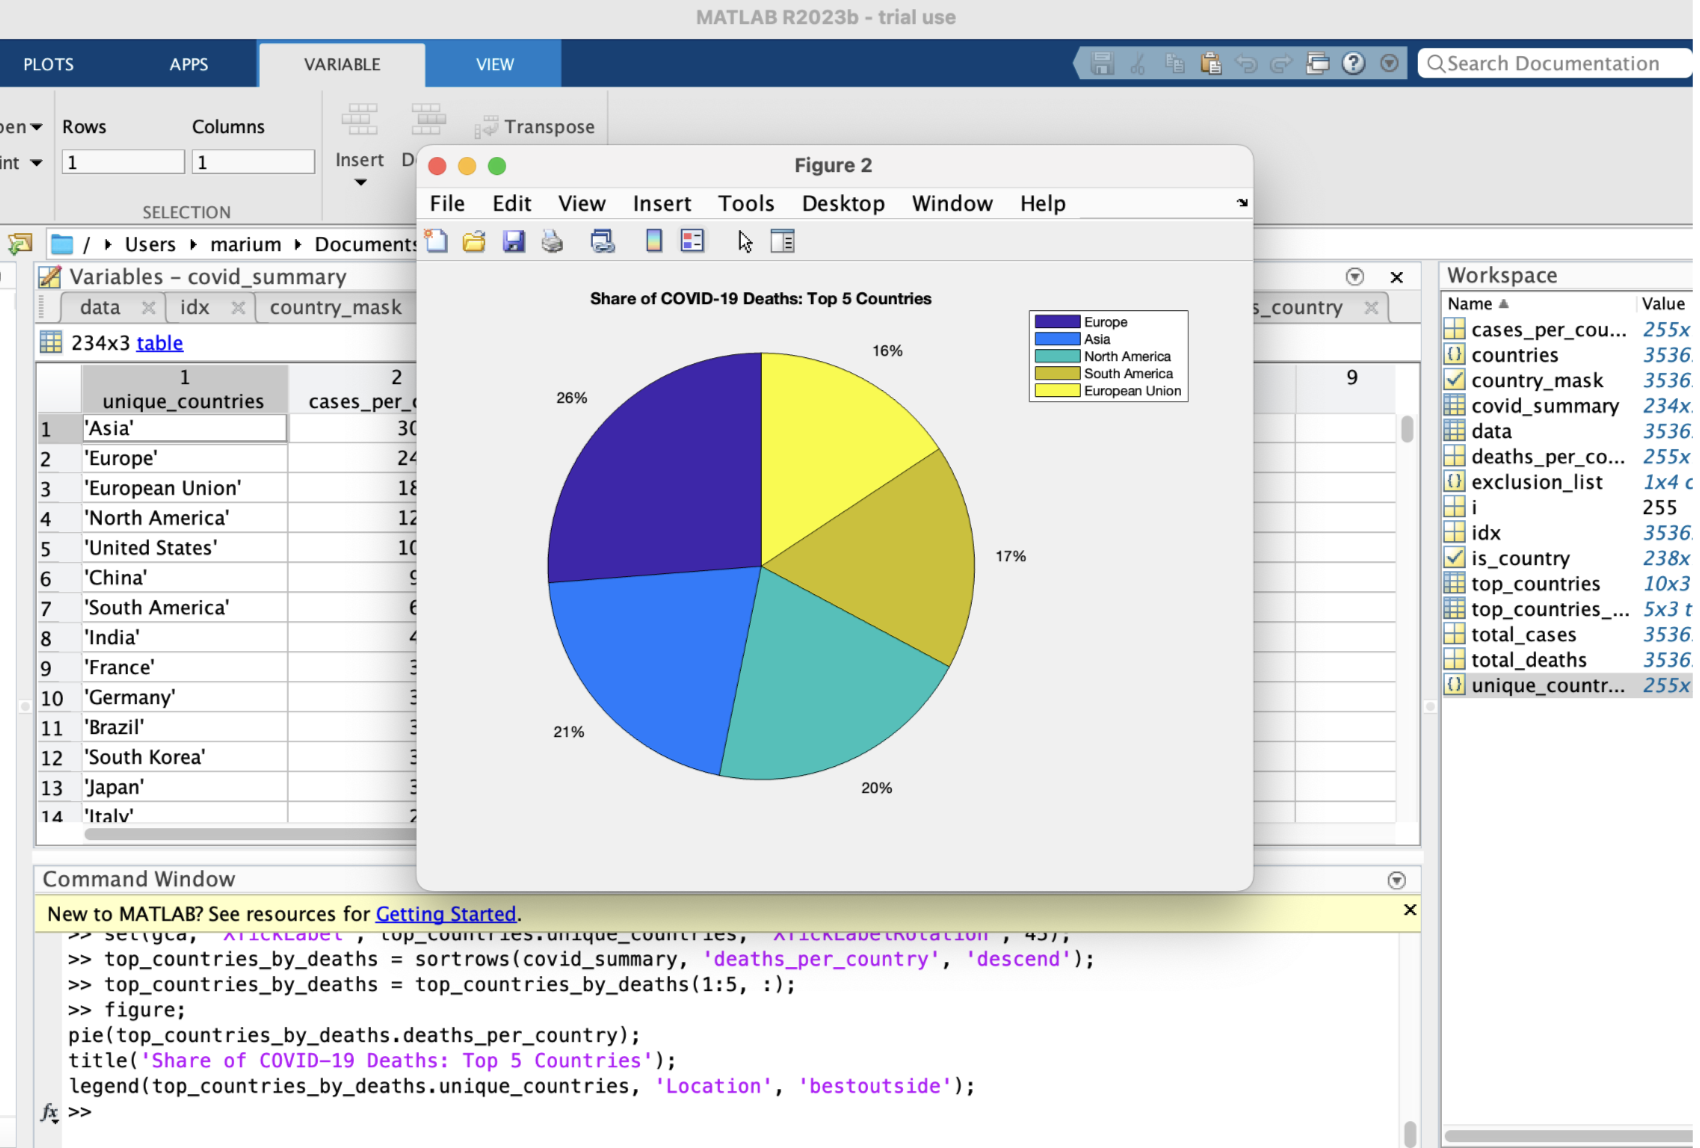 MATLAB R2023b - trial use
PLOTS APPS VARIABLE VIEW
Search Documentation
Rows Columns
Transpose
1 1
Insert
SELECTION
Figure 2
File Edit View Insert Tools Desktop Window Help
/ Users marium Documents
Variables - covid_summary
data idx country_mask
s_country
234x3 table
1 2 9
unique_countries cases_per_c
1 'Asia' 30
2 'Europe' 24
3 'European Union' 18
4 'North America' 12
5 'United States' 10
6 'China' 9
7 'South America' 6
8 'India' 4
9 'France' 3
10 'Germany' 3
11 'Brazil' 3
12 'South Korea' 3
13 'Japan' 3
14 'Italy' 2
Share of COVID-19 Deaths: Top 5 Countries
Europe
Asia
North America
South America
European Union
16%
26%
17%
21%
20%
Workspace
Name Value
cases_per_cou... 255x
countries 3536
country_mask 3536
covid_summary 234x
data 3536
deaths_per_co... 255x
exclusion_list 1x4 c
i 255
idx 3536
is_country 238x
top_countries 10x3
top_countries_... 5x3 t
total_cases 3536
total_deaths 3536
unique_countr... 255x
Command Window
New to MATLAB? See resources for Getting Started.
>> set(gca, 'XTickLabel', top_countries.unique_countries, 'XTickLabelRotation', 45);
>> top_countries_by_deaths = sortrows(covid_summary, 'deaths_per_country', 'descend');
>> top_countries_by_deaths = top_countries_by_deaths(1:5, :);
>> figure;
pie(top_countries_by_deaths.deaths_per_country);
title('Share of COVID-19 Deaths: Top 5 Countries');
legend(top_countries_by_deaths.unique_countries, 'Location', 'bestoutside');
fx >>